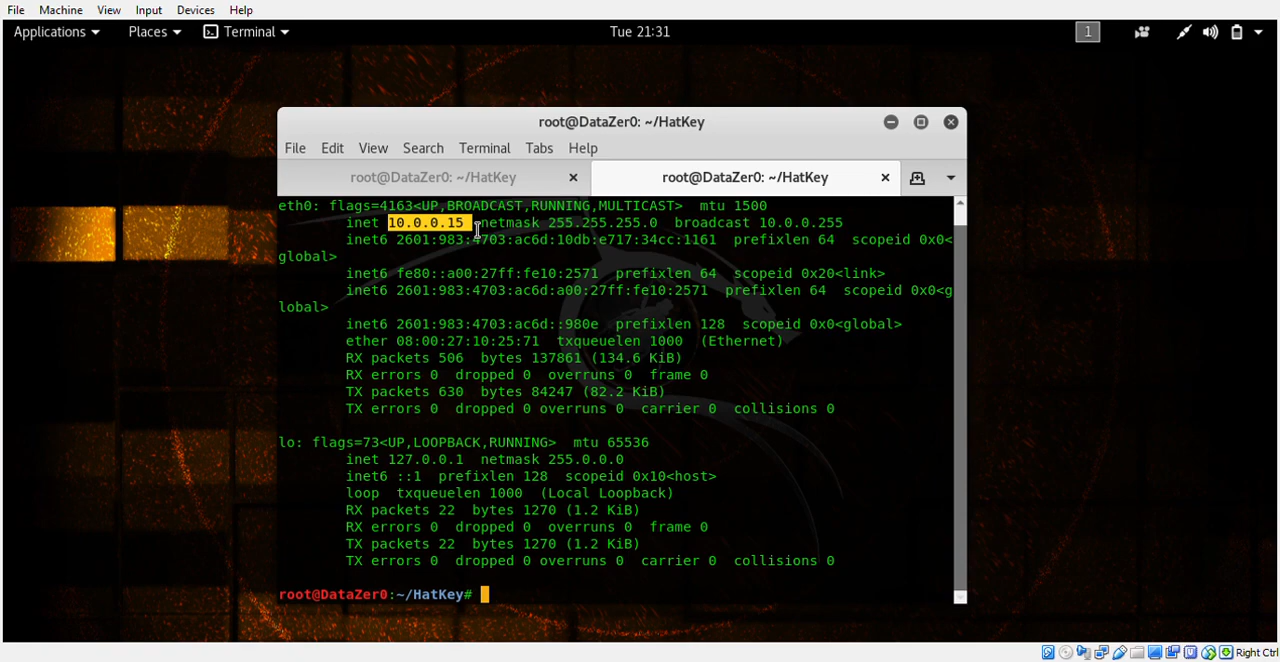 File Machine View Input Devices Help
Applications Places Terminal Tue 21:31 1
root@DataZer0: ~/HatKey
File Edit View Search Terminal Tabs Help
root@DataZer0: ~/HatKey root@DataZer0: ~/HatKey
eth0: flags=4163<UP,BROADCAST,RUNNING,MULTICAST> mtu 1500
inet 10.0.0.15 netmask 255.255.255.0 broadcast 10.0.0.255
inet6 2601:983:4703:ac6d:10db:e717:34cc:1161 prefixlen 64 scopeid 0x0<
global>
inet6 fe80::a00:27ff:fe10:2571 prefixlen 64 scopeid 0x20<link>
inet6 2601:983:4703:ac6d:a00:27ff:fe10:2571 prefixlen 64 scopeid 0x0<g
lobal>
inet6 2601:983:4703:ac6d::980e prefixlen 128 scopeid 0x0<global>
ether 08:00:27:10:25:71 txqueuelen 1000 (Ethernet)
RX packets 506 bytes 137861 (134.6 KiB)
RX errors 0 dropped 0 overruns 0 frame 0
TX packets 630 bytes 84247 (82.2 KiB)
TX errors 0 dropped 0 overruns 0 carrier 0 collisions 0
lo: flags=73<UP,LOOPBACK,RUNNING> mtu 65536
inet 127.0.0.1 netmask 255.0.0.0
inet6 ::1 prefixlen 128 scopeid 0x10<host>
loop txqueuelen 1000 (Local Loopback)
RX packets 22 bytes 1270 (1.2 KiB)
RX errors 0 dropped 0 overruns 0 frame 0
TX packets 22 bytes 1270 (1.2 KiB)
TX errors 0 dropped 0 overruns 0 carrier 0 collisions 0
root@DataZer0:~/HatKey#
Right Ctrl